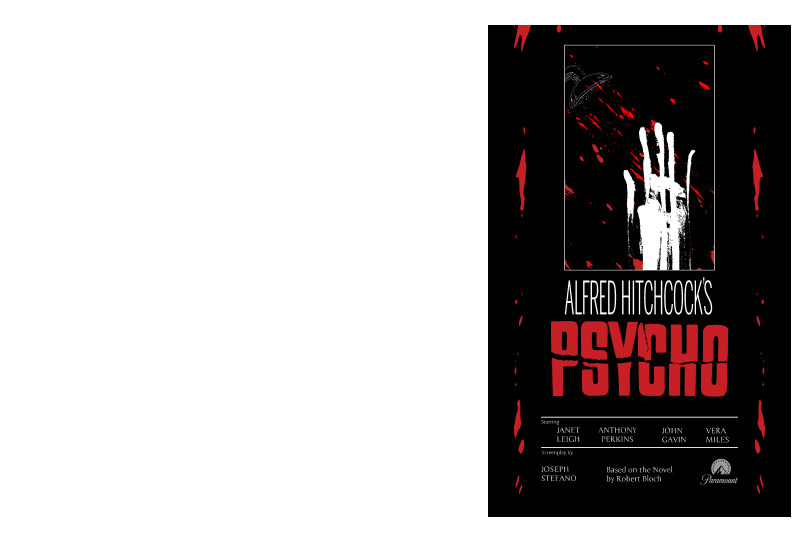 ALFRED HITCHCOCK'S
PSYCHO
Starring
JANET LEIGH
ANTHONY PERKINS
JOHN GAVIN
VERA MILES
Screenplay by
JOSEPH STEFANO
Based on the Novel
by Robert Bloch
Paramount